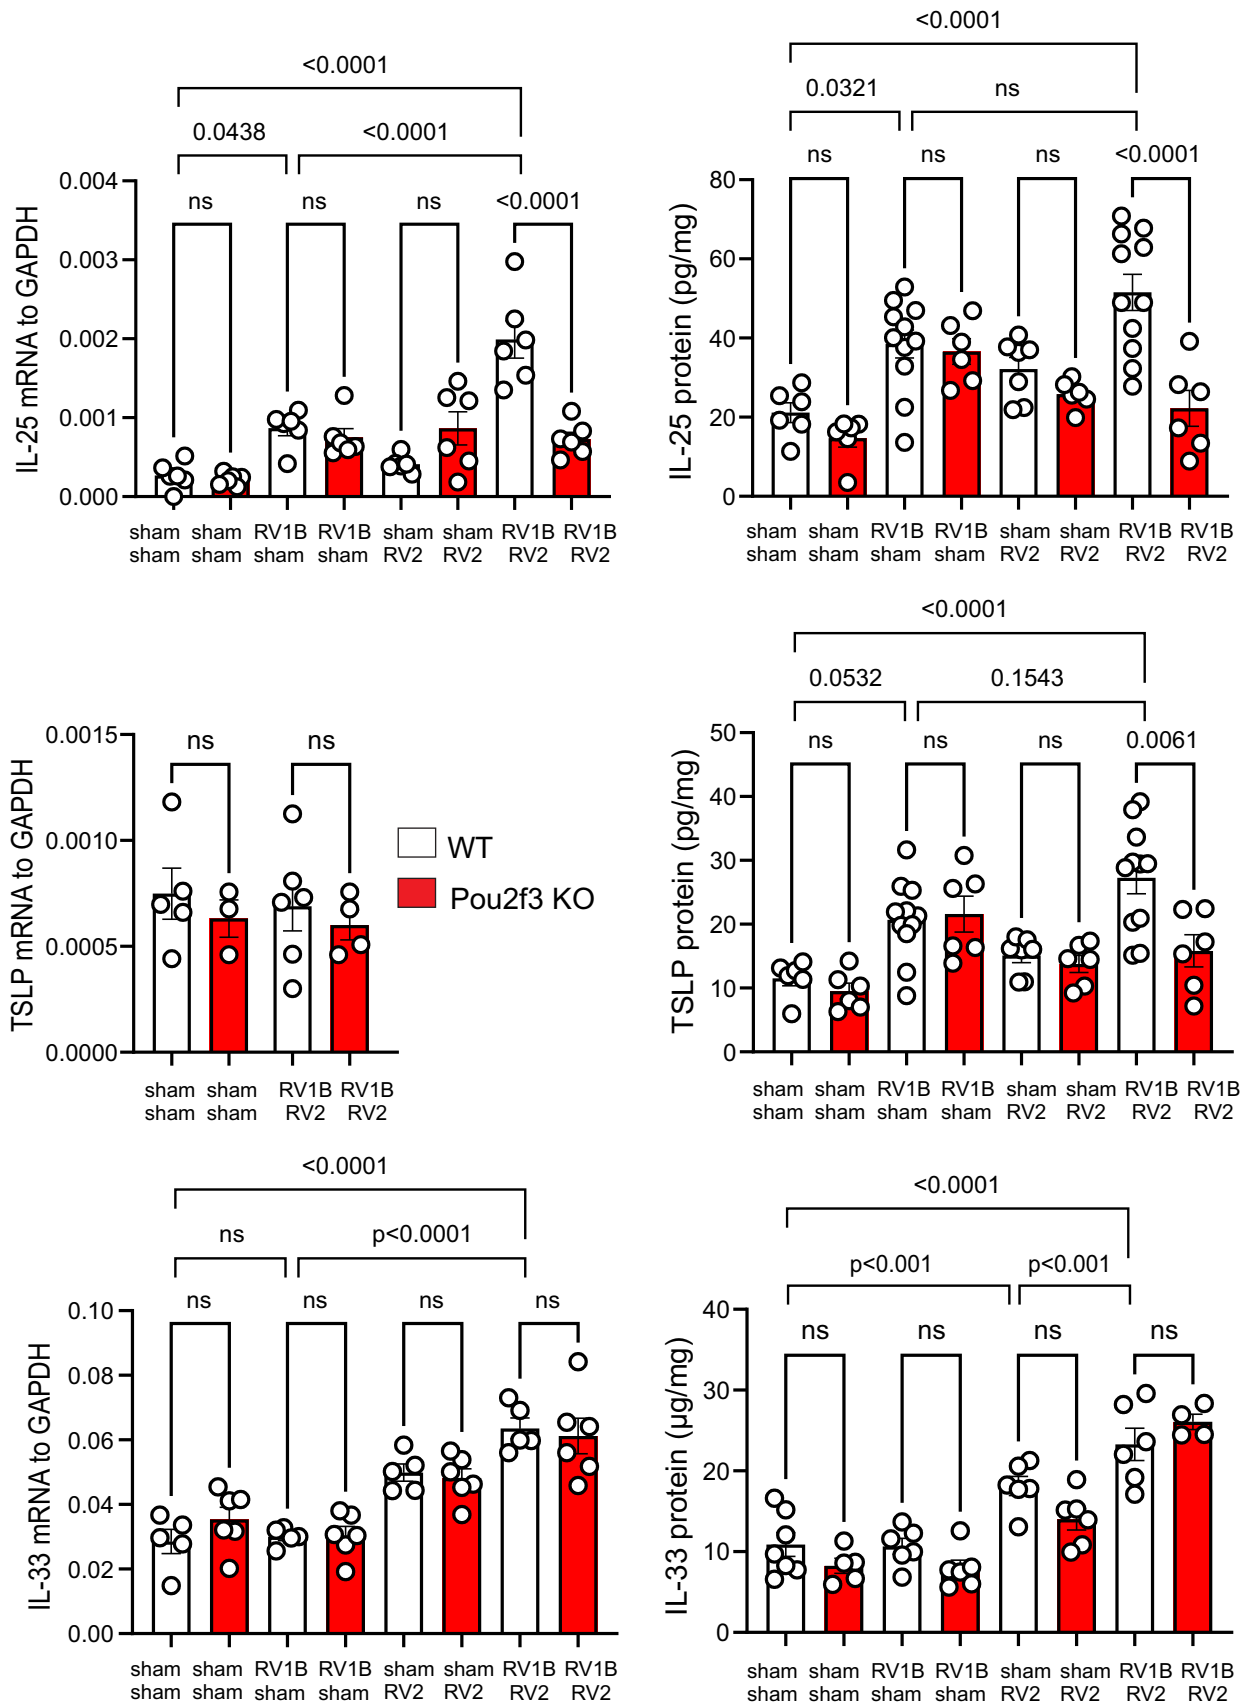 <0.0001
0.0438
<0.0001
ns
ns
ns
<0.0001
IL-25 mRNA to GAPDH
0.004
0.003
0.002
0.001
0.000
sham sham RV1B RV1B sham sham RV1B RV1B
sham sham sham sham RV2 RV2 RV2 RV2
<0.0001
0.0321
ns
ns
ns
ns
<0.0001
IL-25 protein (pg/mg)
80
60
40
20
0
sham sham RV1B RV1B sham sham RV1B RV1B
sham sham sham sham RV2 RV2 RV2 RV2
ns
ns
TSLP mRNA to GAPDH
0.0015
0.0010
0.0005
0.0000
sham sham RV1B RV1B
sham sham RV2 RV2
WT
Pou2f3 KO
<0.0001
0.0532
0.1543
ns
ns
ns
0.0061
TSLP protein (pg/mg)
50
40
30
20
10
0
sham sham RV1B RV1B sham sham RV1B RV1B
sham sham sham sham RV2 RV2 RV2 RV2
<0.0001
ns
p<0.0001
ns
ns
ns
ns
IL-33 mRNA to GAPDH
0.10
0.08
0.06
0.04
0.02
0.00
sham sham RV1B RV1B sham sham RV1B RV1B
sham sham sham sham RV2 RV2 RV2 RV2
<0.0001
p<0.001
p<0.001
ns
ns
ns
ns
IL-33 protein (µg/mg)
40
30
20
10
0
sham sham RV1B RV1B sham sham RV1B RV1B
sham sham sham sham RV2 RV2 RV2 RV2